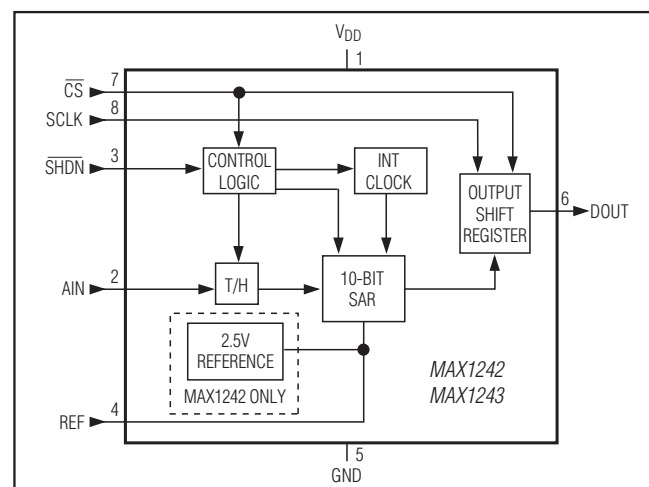 VDD
1
7
CS
8
SCLK
3
SHDN
CONTROL
LOGIC
INT
CLOCK
OUTPUT
SHIFT
REGISTER
6
DOUT
2
AIN
T/H
10-BIT
SAR
2.5V
REFERENCE
MAX1242 ONLY
MAX1242
MAX1243
4
REF
5
GND